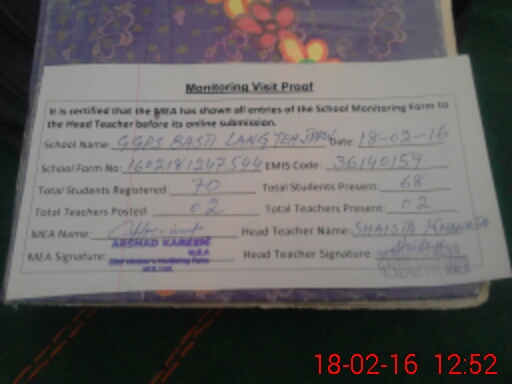 Monitoring Visit Proof
It is certified that the MEA has shown all entries of the School Monitoring Form to
the Head Teacher before its online submission.
School Name: GGPS BASTI LANG TEH JPPW Date: 18-02-16
School Form No: 1602181247544 EMIS Code: 36140159
Total Students Registered: 70 Total Students Present: 68
Total Teachers Posted: 02 Total Teachers Present: 02
MEA Name: Head Teacher Name: SHAISTA
ARSHAD KAREEM
M.E.A
MEA Signature: Head Teacher Signature:
18-02-16 12:52